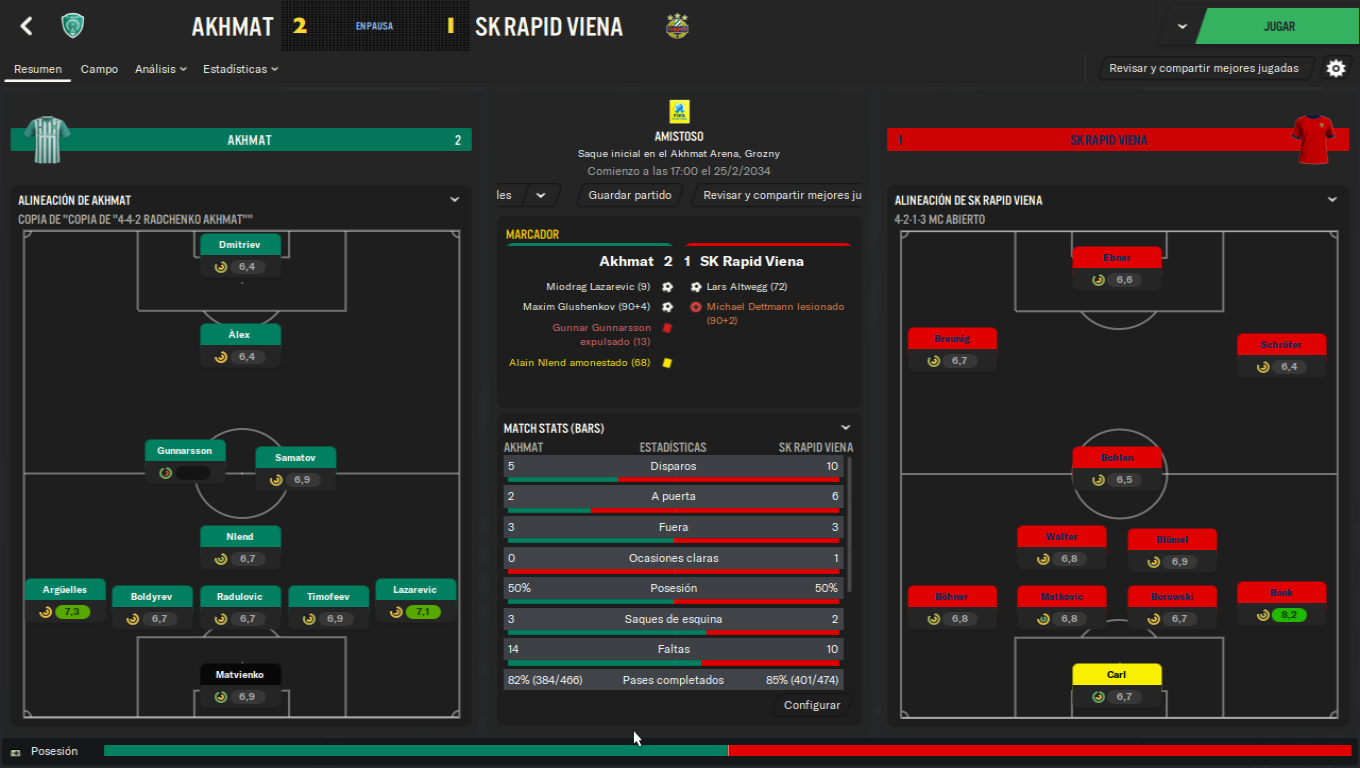 AKHMAT 2 EN PAUSA 1 SK RAPID VIENA
JUGAR
Resumen Campo Análisis Estadísticas
Revisar y compartir mejores jugadas
AKHMAT 2
ALINEACIÓN DE AKHMAT
COPIA DE "COPIA DE "4-4-2 RADCHENKO AKHMAT""
Dmitriev
6,4
Àlex
6,4
Gunnarsson
Samatov
6,9
Nlend
6,7
Argüelles
7,3
Boldyrev
6,7
Radulovic
6,7
Timofeev
6,9
Lazarevic
7,1
Matvienko
6,9
FIFA
AMISTOSO
Saque inicial en el Akhmat Arena, Grozny
Comienzo a las 17:00 el 25/2/2034
les
Guardar partido
Revisar y compartir mejores ju
MARCADOR
Akhmat 2 1 SK Rapid Viena
Miodrag Lazarevic (9)
Maxim Glushenkov (90+4)
Gunnar Gunnarsson
expulsado (13)
Alain Nlend amonestado (68)
Lars Altwegg (72)
Michael Dettmann lesionado
(90+2)
MATCH STATS (BARS)
AKHMAT ESTADÍSTICAS SK RAPID VIENA
5 Disparos 10
2 A puerta 6
3 Fuera 3
0 Ocasiones claras 1
50% Posesión 50%
3 Saques de esquina 2
14 Faltas 10
82% (384/466) Pases completados 85% (401/474)
Configurar
1 SK RAPID VIENA
ALINEACIÓN DE SK RAPID VIENA
4-2-1-3 MC ABIERTO
Ebner
6,6
Braunig
6,7
Schröter
6,4
Bohlen
6,5
Walter
6,8
Blümel
6,9
Bohner
6,8
Matkovic
6,8
Borowski
6,7
Bonk
8,2
Carl
6,7
Posesión